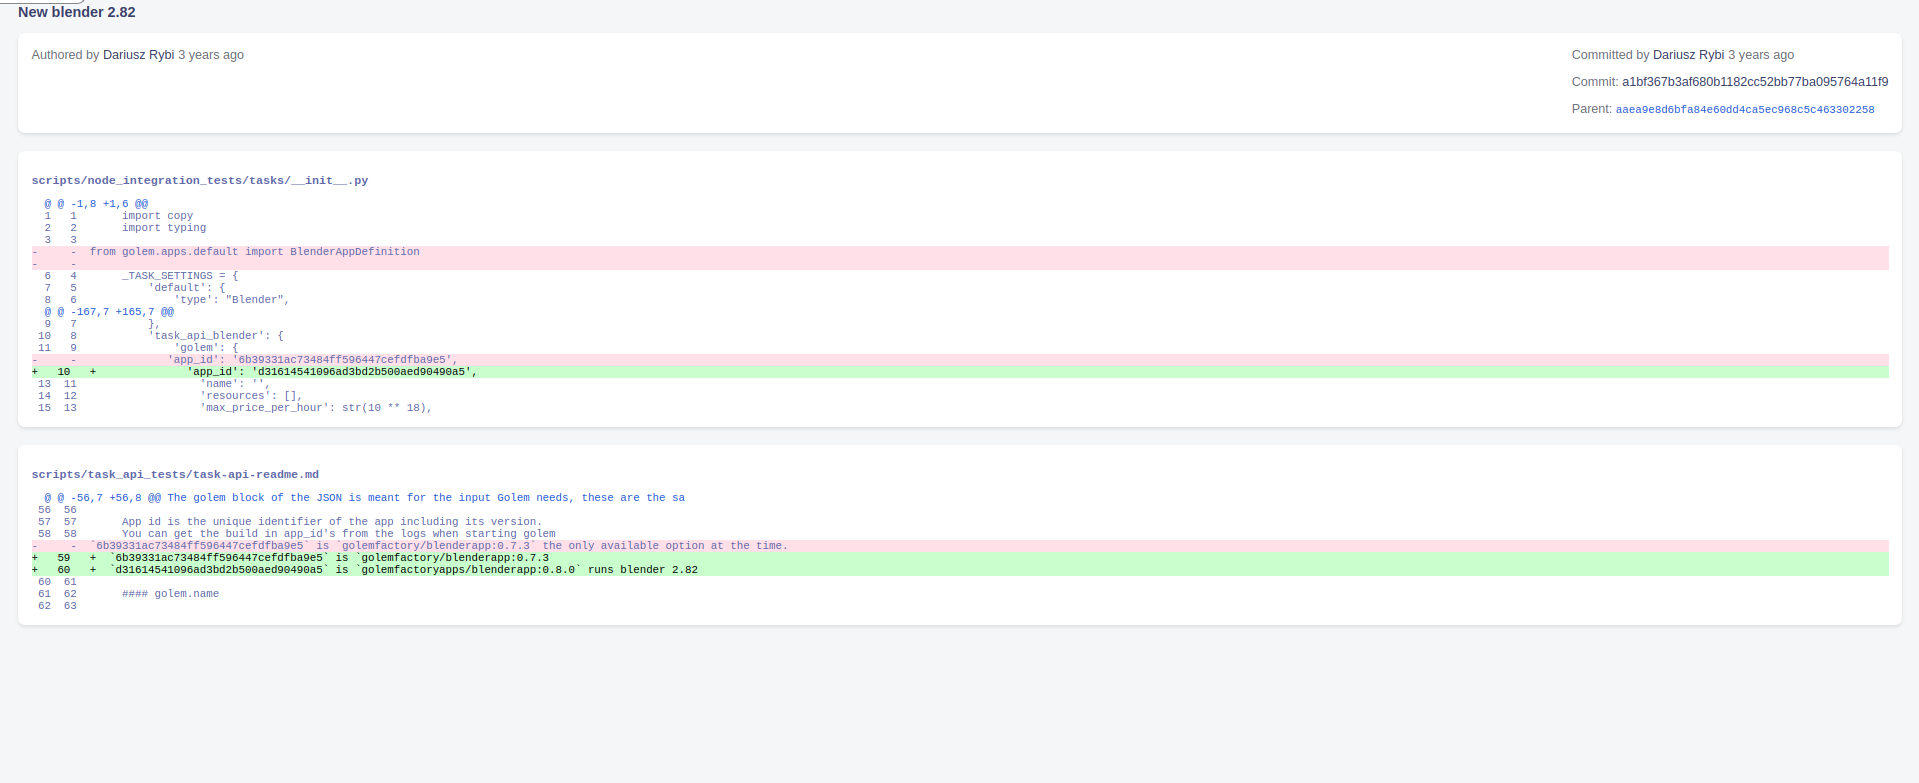 New blender 2.82
Authored by Dariusz Rybi 3 years ago
Committed by Dariusz Rybi 3 years ago
Commit: a1bf367b3af680b1182cc52bb77ba095764a11f9
Parent: aaea9e8d6bfa84e60dd4ca5ec968c5c463302258
scripts/node_integration_tests/tasks/__init__.py
@ @ -1,8 +1,6 @@
1 1 import copy
2 2 import typing
3 3
- - from golem.apps.default import BlenderAppDefinition
- -
6 4 _TASK_SETTINGS = {
7 5 'default': {
8 6 'type': "Blender",
@ @ -167,7 +165,7 @@
9 7 },
10 8 'task_api_blender': {
11 9 'golem': {
- - 'app_id': '6b39331ac73484ff596447cefdfba9e5',
+ 10 + 'app_id': 'd31614541096ad3bd2b500aed90490a5',
13 11 'name': '',
14 12 'resources': [],
15 13 'max_price_per_hour': str(10 ** 18),
scripts/task_api_tests/task-api-readme.md
@ @ -56,7 +56,8 @@ The golem block of the JSON is meant for the input Golem needs, these are the sa
56 56
57 57 App id is the unique identifier of the app including its version.
58 58 You can get the build in app_id's from the logs when starting golem
- - `6b39331ac73484ff596447cefdfba9e5` is `golemfactory/blenderapp:0.7.3` the only available option at the time.
+ 59 + `6b39331ac73484ff596447cefdfba9e5` is `golemfactory/blenderapp:0.7.3
+ 60 + `d31614541096ad3bd2b500aed90490a5` is `golemfactoryapps/blenderapp:0.8.0` runs blender 2.82
60 61
61 62 #### golem.name
62 63